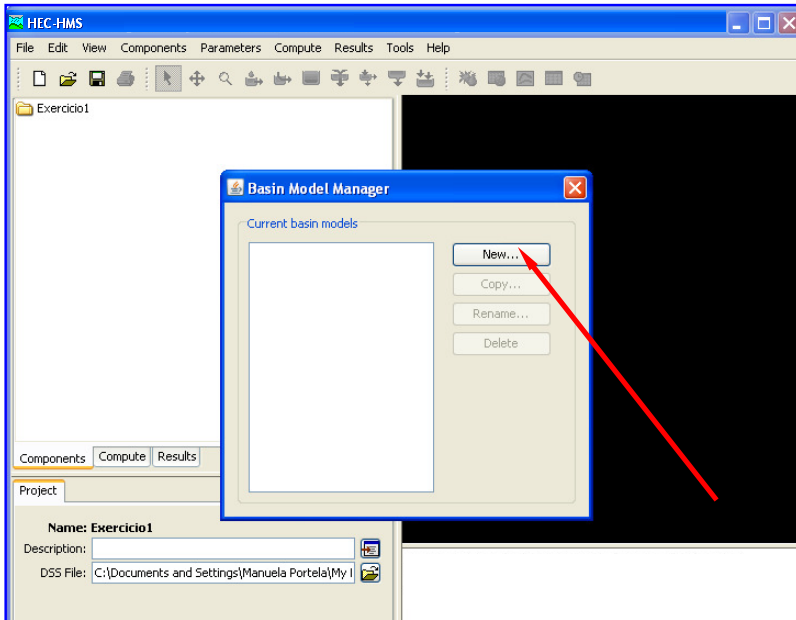 HEC-HMS
File Edit View Components Parameters Compute Results Tools Help
Exercicio1
Basin Model Manager
Current basin models
New...
Copy...
Rename...
Delete
Components Compute Results
Project
Name: Exercicio1
Description:
DSS File: C:\Documents and Settings\Manuela Portela\My